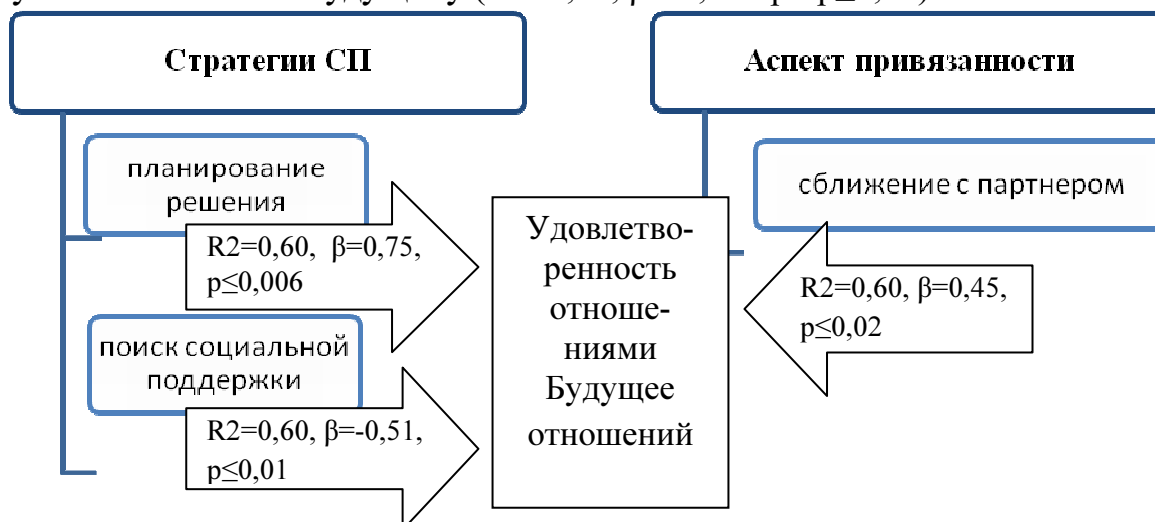 Стратегии СП
Аспект привязанности
планирование
решения
R2=0,60, β=0,75,
p≤0,006
поиск социальной
поддержки
R2=0,60, β=-0,51,
p≤0,01
Удовлетво-
ренность
отноше-
ниями
Будущее
отношений
сближение с партнером
R2=0,60, β=0,45,
p≤0,02